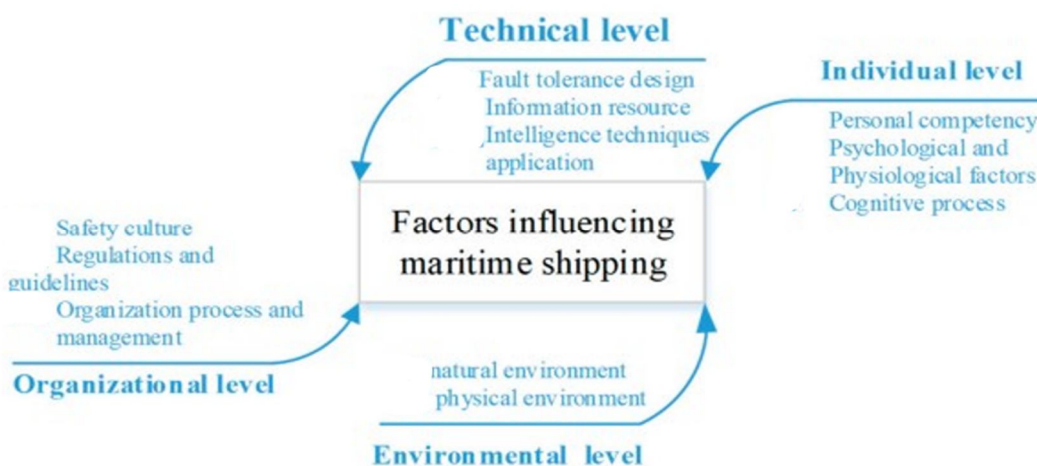 Technical level
Fault tolerance design
Information resource
Intelligence techniques
application
Individual level
Personal competency
Psychological and
Physiological factors
Cognitive process
Factors influencing
maritime shipping
Safety culture
Regulations and
guidelines
Organization process and
management
Organizational level
natural environment
physical environment
Environmental level